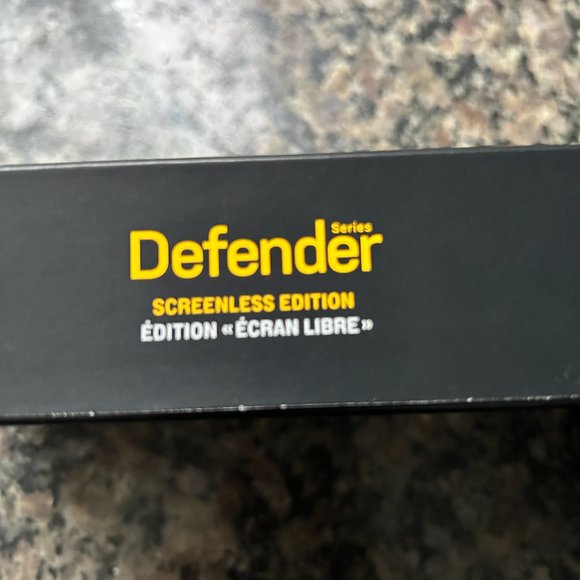 Defender Series
SCREENLESS EDITION
ÉDITION «ÉCRAN LIBRE»